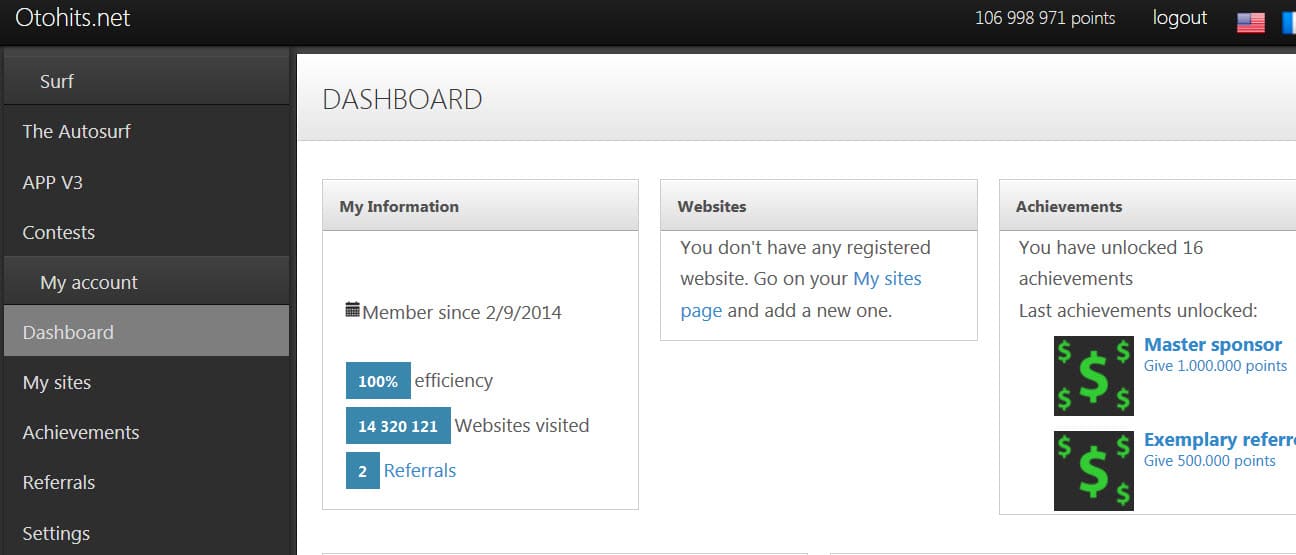 Otohits.net
106 998 971 points
logout
Surf
The Autosurf
APP V3
Contests
My account
Dashboard
My sites
Achievements
Referrals
Settings
DASHBOARD
My Information
Member since 2/9/2014
100% efficiency
14 320 121 Websites visited
2 Referrals
Websites
You don't have any registered
website. Go on your My sites
page and add a new one.
Achievements
You have unlocked 16
achievements
Last achievements unlocked:
Master sponsor
Give 1.000.000 points
Exemplary referr
Give 500.000 points